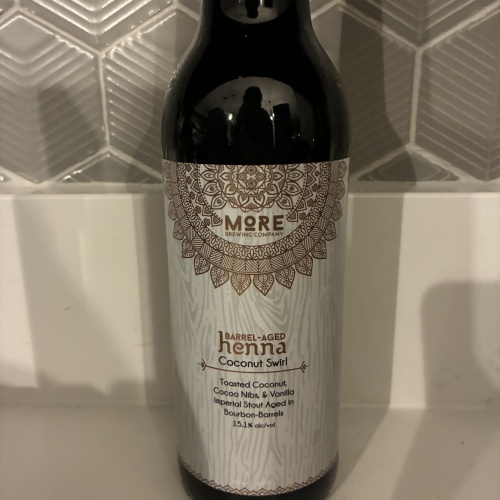 MORE
BREWING COMPANY
BARREL-AGED
henna
Coconut Swirl
Toasted Coconut,
Cocoa Nibs, & Vanilla
Imperial Stout Aged in
Bourbon-Barrels
15.1% alc/vol